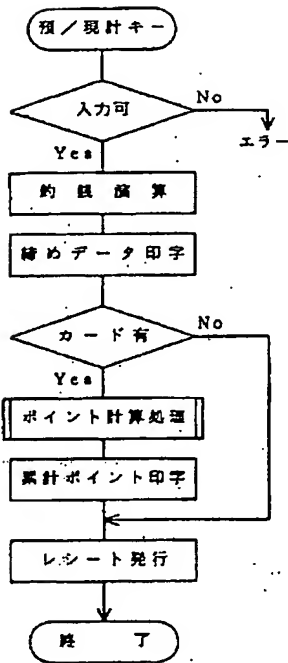 預／現計キー
入力可
No
エラー
Yes
釣銭演算
締めデータ印字
カード有
No
Yes
ポイント計算処理
累計ポイント印字
レシート発行
終了